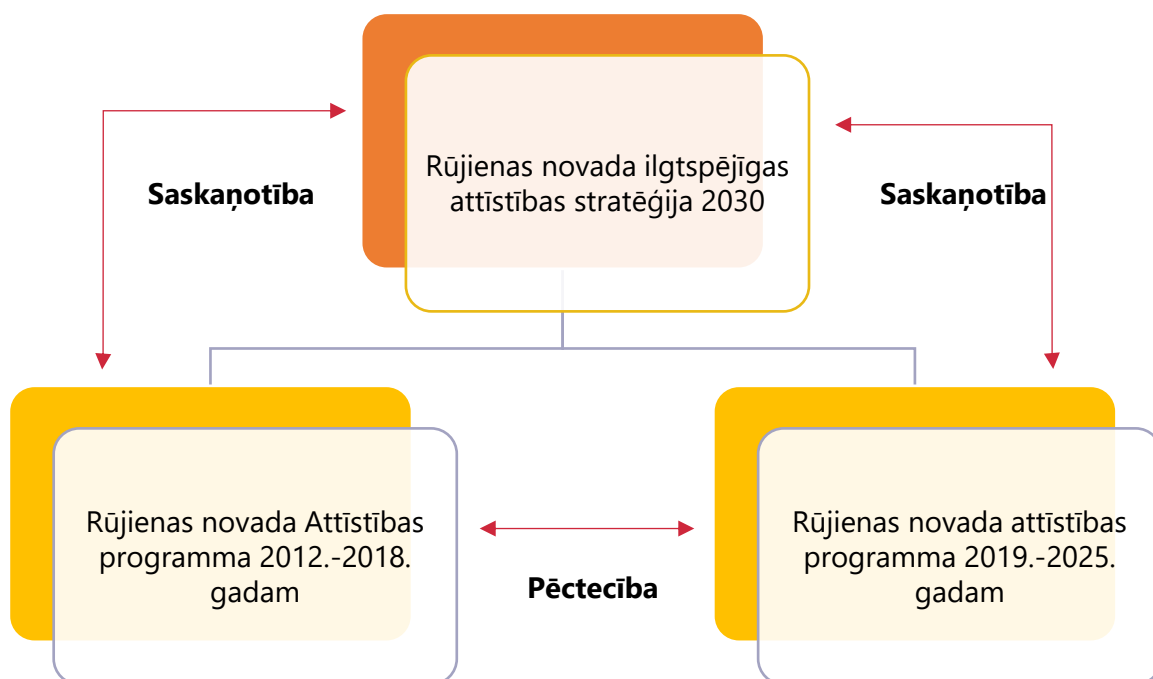 Rūjienas novada ilgtspējīgas
attīstības stratēģija 2030
Saskaņotība
Saskaņotība
Rūjienas novada Attīstības
programma 2012.-2018.
gadam
Pēctecība
Rūjienas novada attīstības
programma 2019.-2025.
gadam